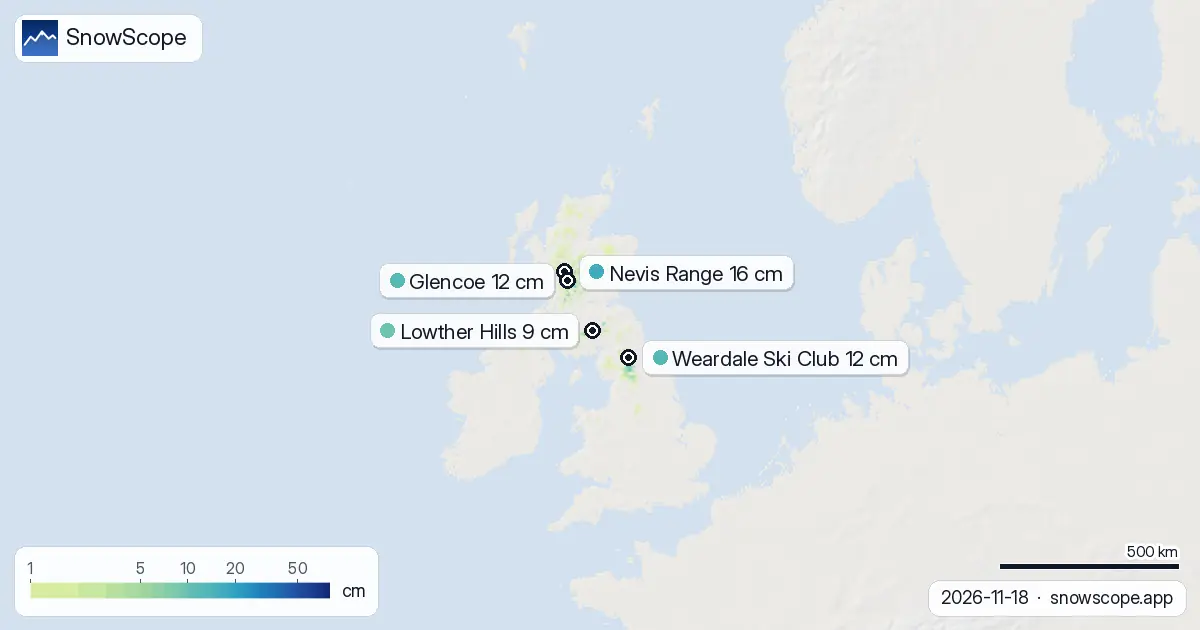 SnowScope
Nevis Range 16 cm
Glencoe 12 cm
Lowther Hills 9 cm
Weardale Ski Club 12 cm
1 5 10 20 50
cm
500 km
2026-11-18 · snowscope.app